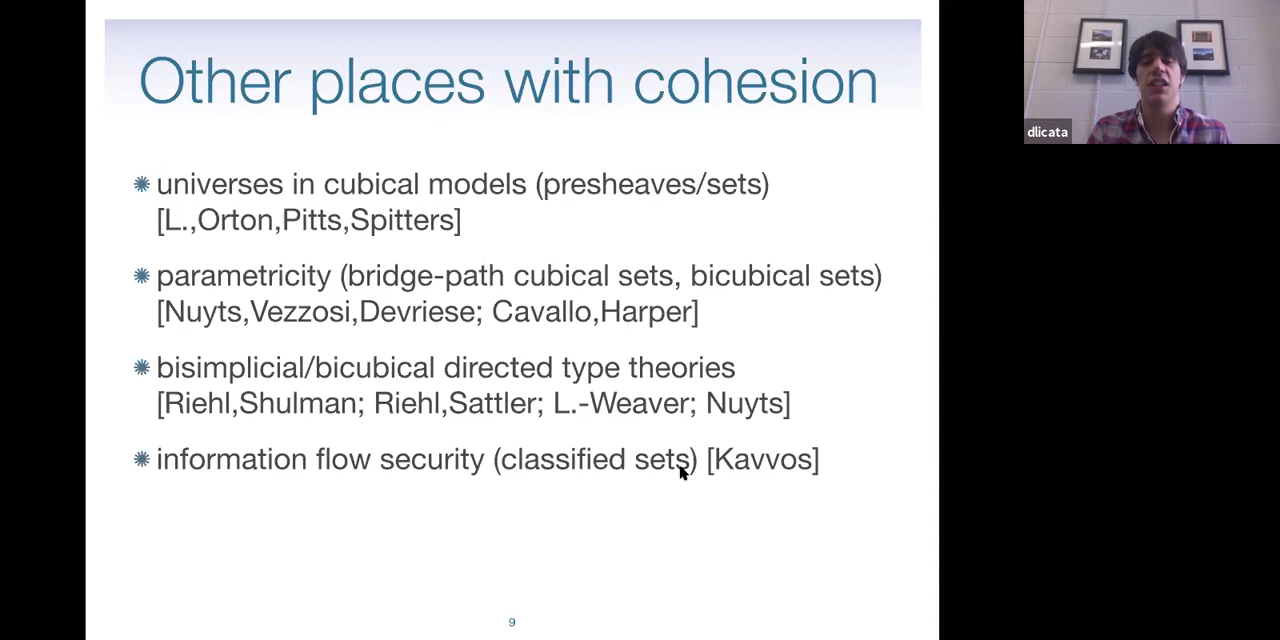 Other places with cohesion
universes in cubical models (presheaves/sets)
[L.,Orton,Pitts,Spitters]
parametricity (bridge-path cubical sets, bicubical sets)
[Nuyts,Vezzosi,Devriese; Cavallo,Harper]
bisimplicial/bicubical directed type theories
[Riehl,Shulman; Riehl,Sattler; L.-Weaver; Nuyts]
information flow security (classified sets) [Kavvos]
9
dlicata